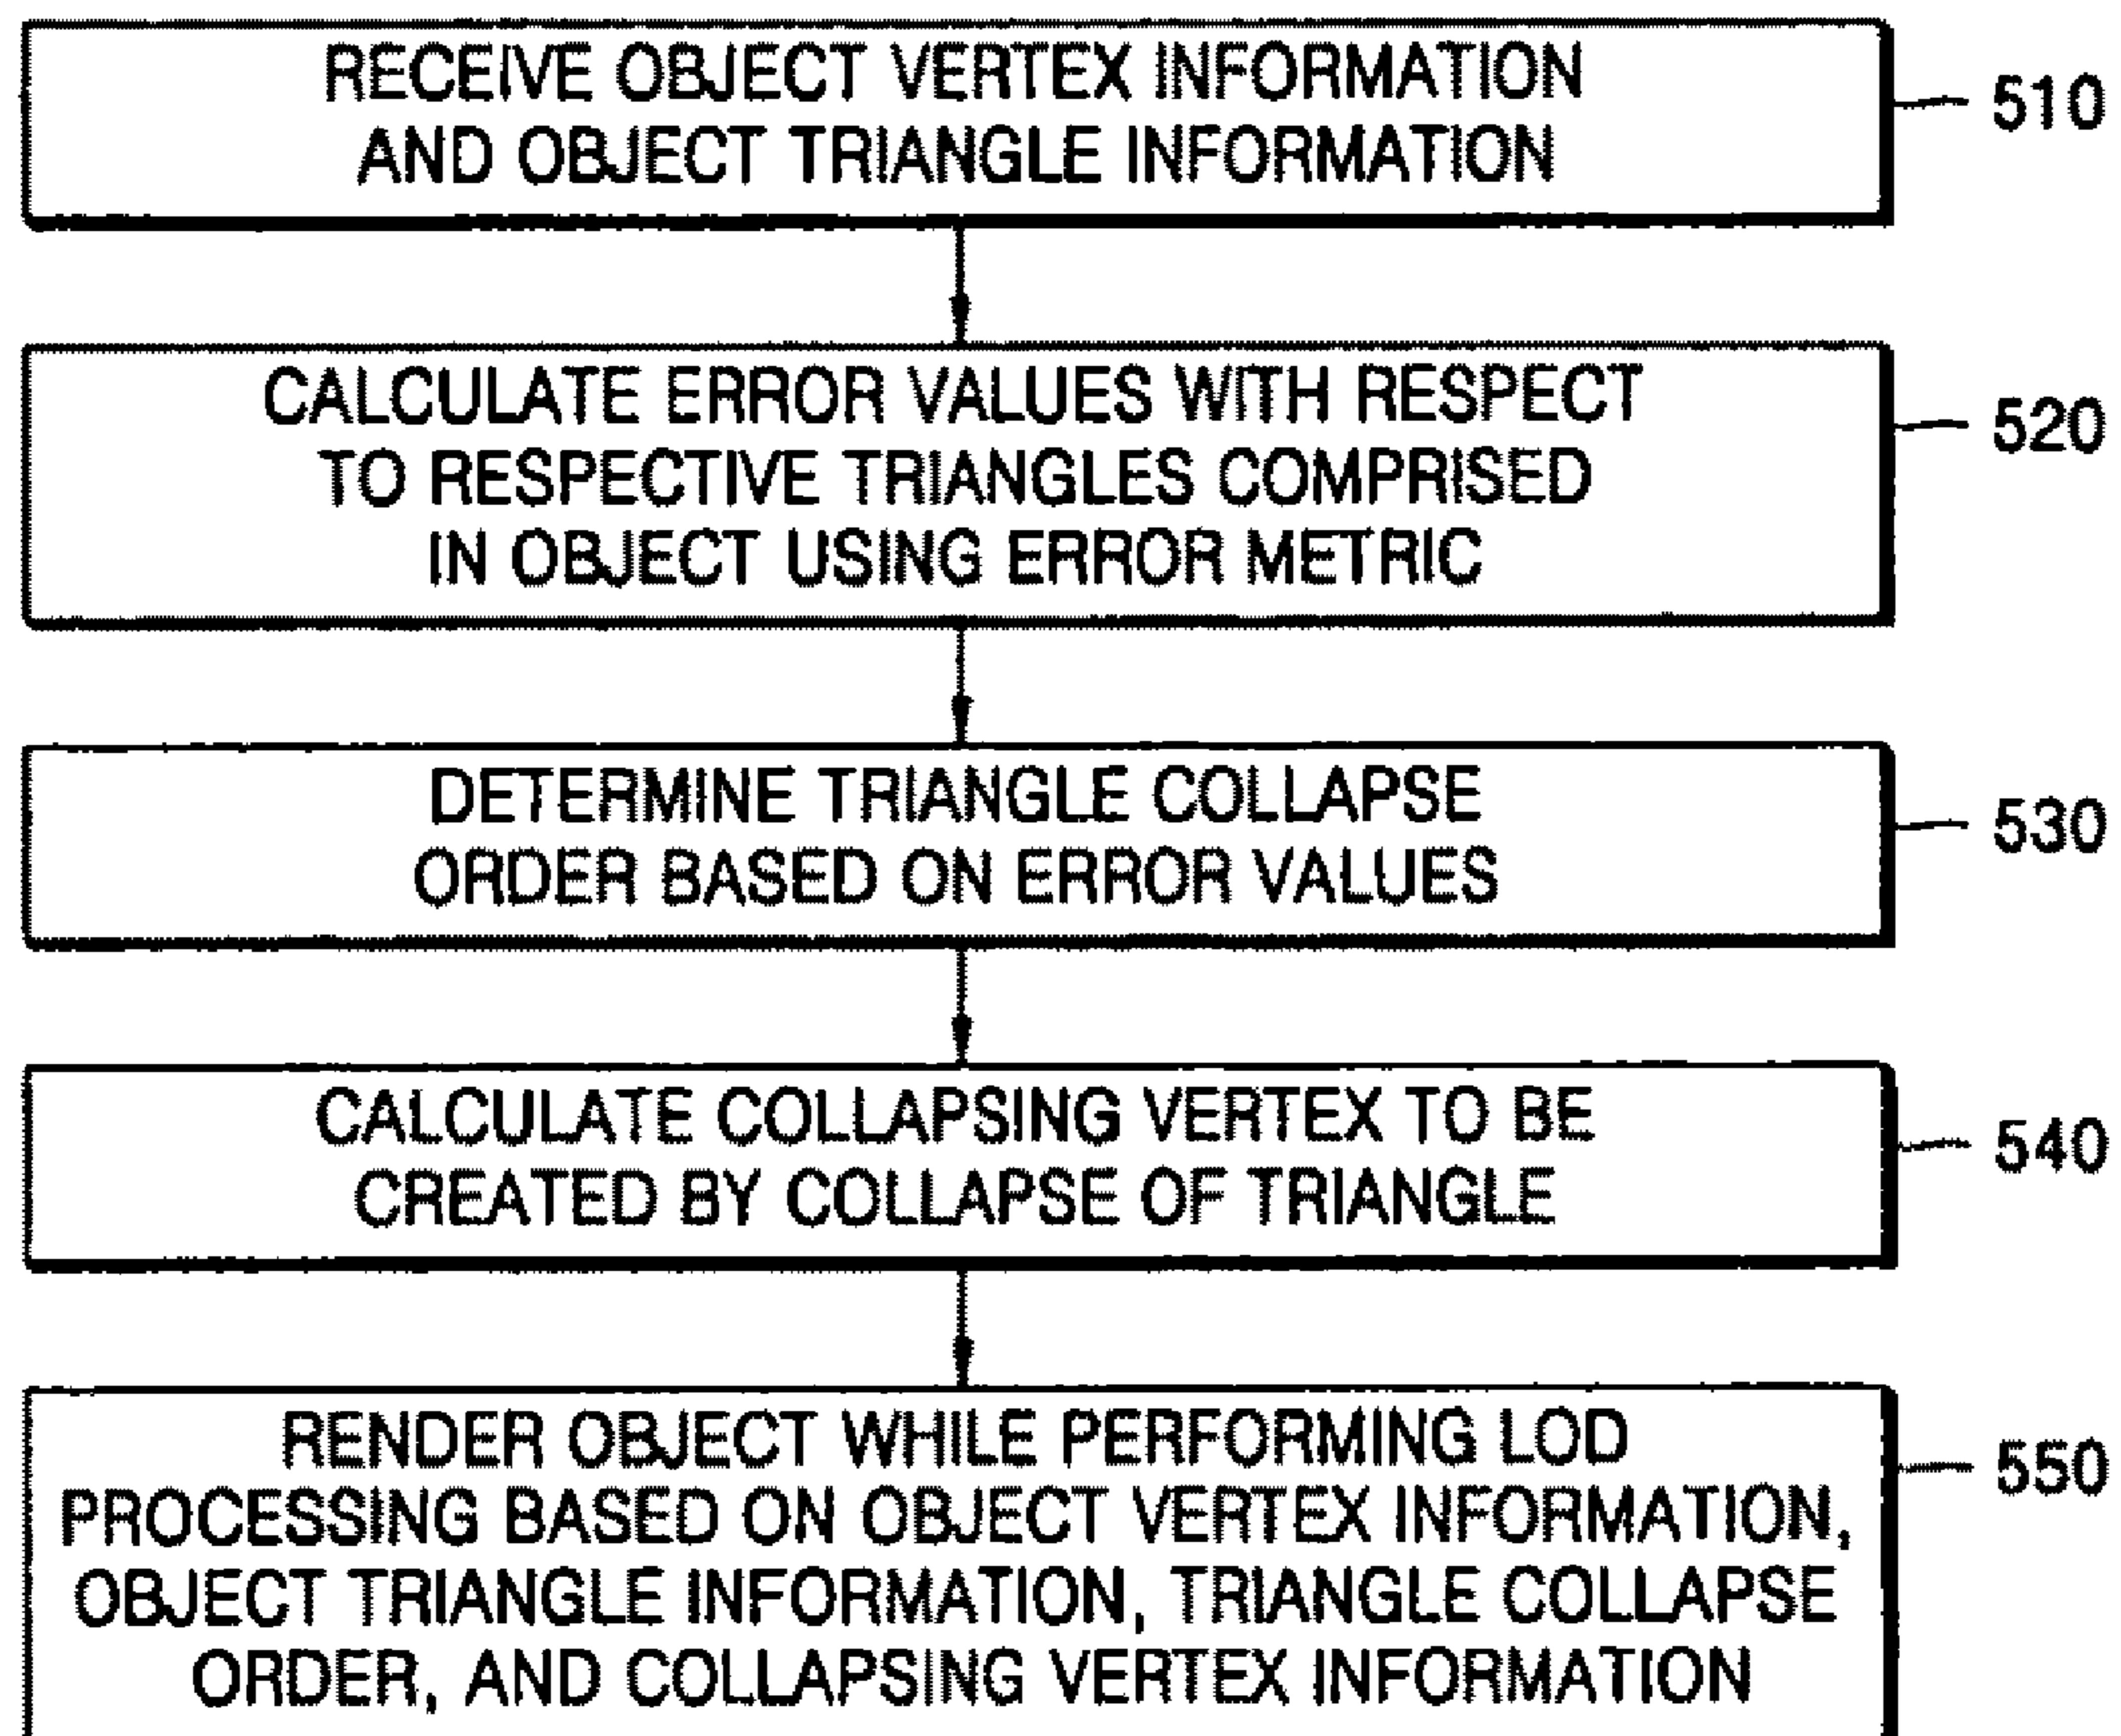 RECEIVE OBJECT VERTEX INFORMATION
AND OBJECT TRIANGLE INFORMATION
510
CALCULATE ERROR VALUES WITH RESPECT
TO RESPECTIVE TRIANGLES COMPRISED
IN OBJECT USING ERROR METRIC
520
DETERMINE TRIANGLE COLLAPSE
ORDER BASED ON ERROR VALUES
530
CALCULATE COLLAPSING VERTEX TO BE
CREATED BY COLLAPSE OF TRIANGLE
540
RENDER OBJECT WHILE PERFORMING LOD
PROCESSING BASED ON OBJECT VERTEX INFORMATION,
OBJECT TRIANGLE INFORMATION, TRIANGLE COLLAPSE
ORDER, AND COLLAPSING VERTEX INFORMATION
550